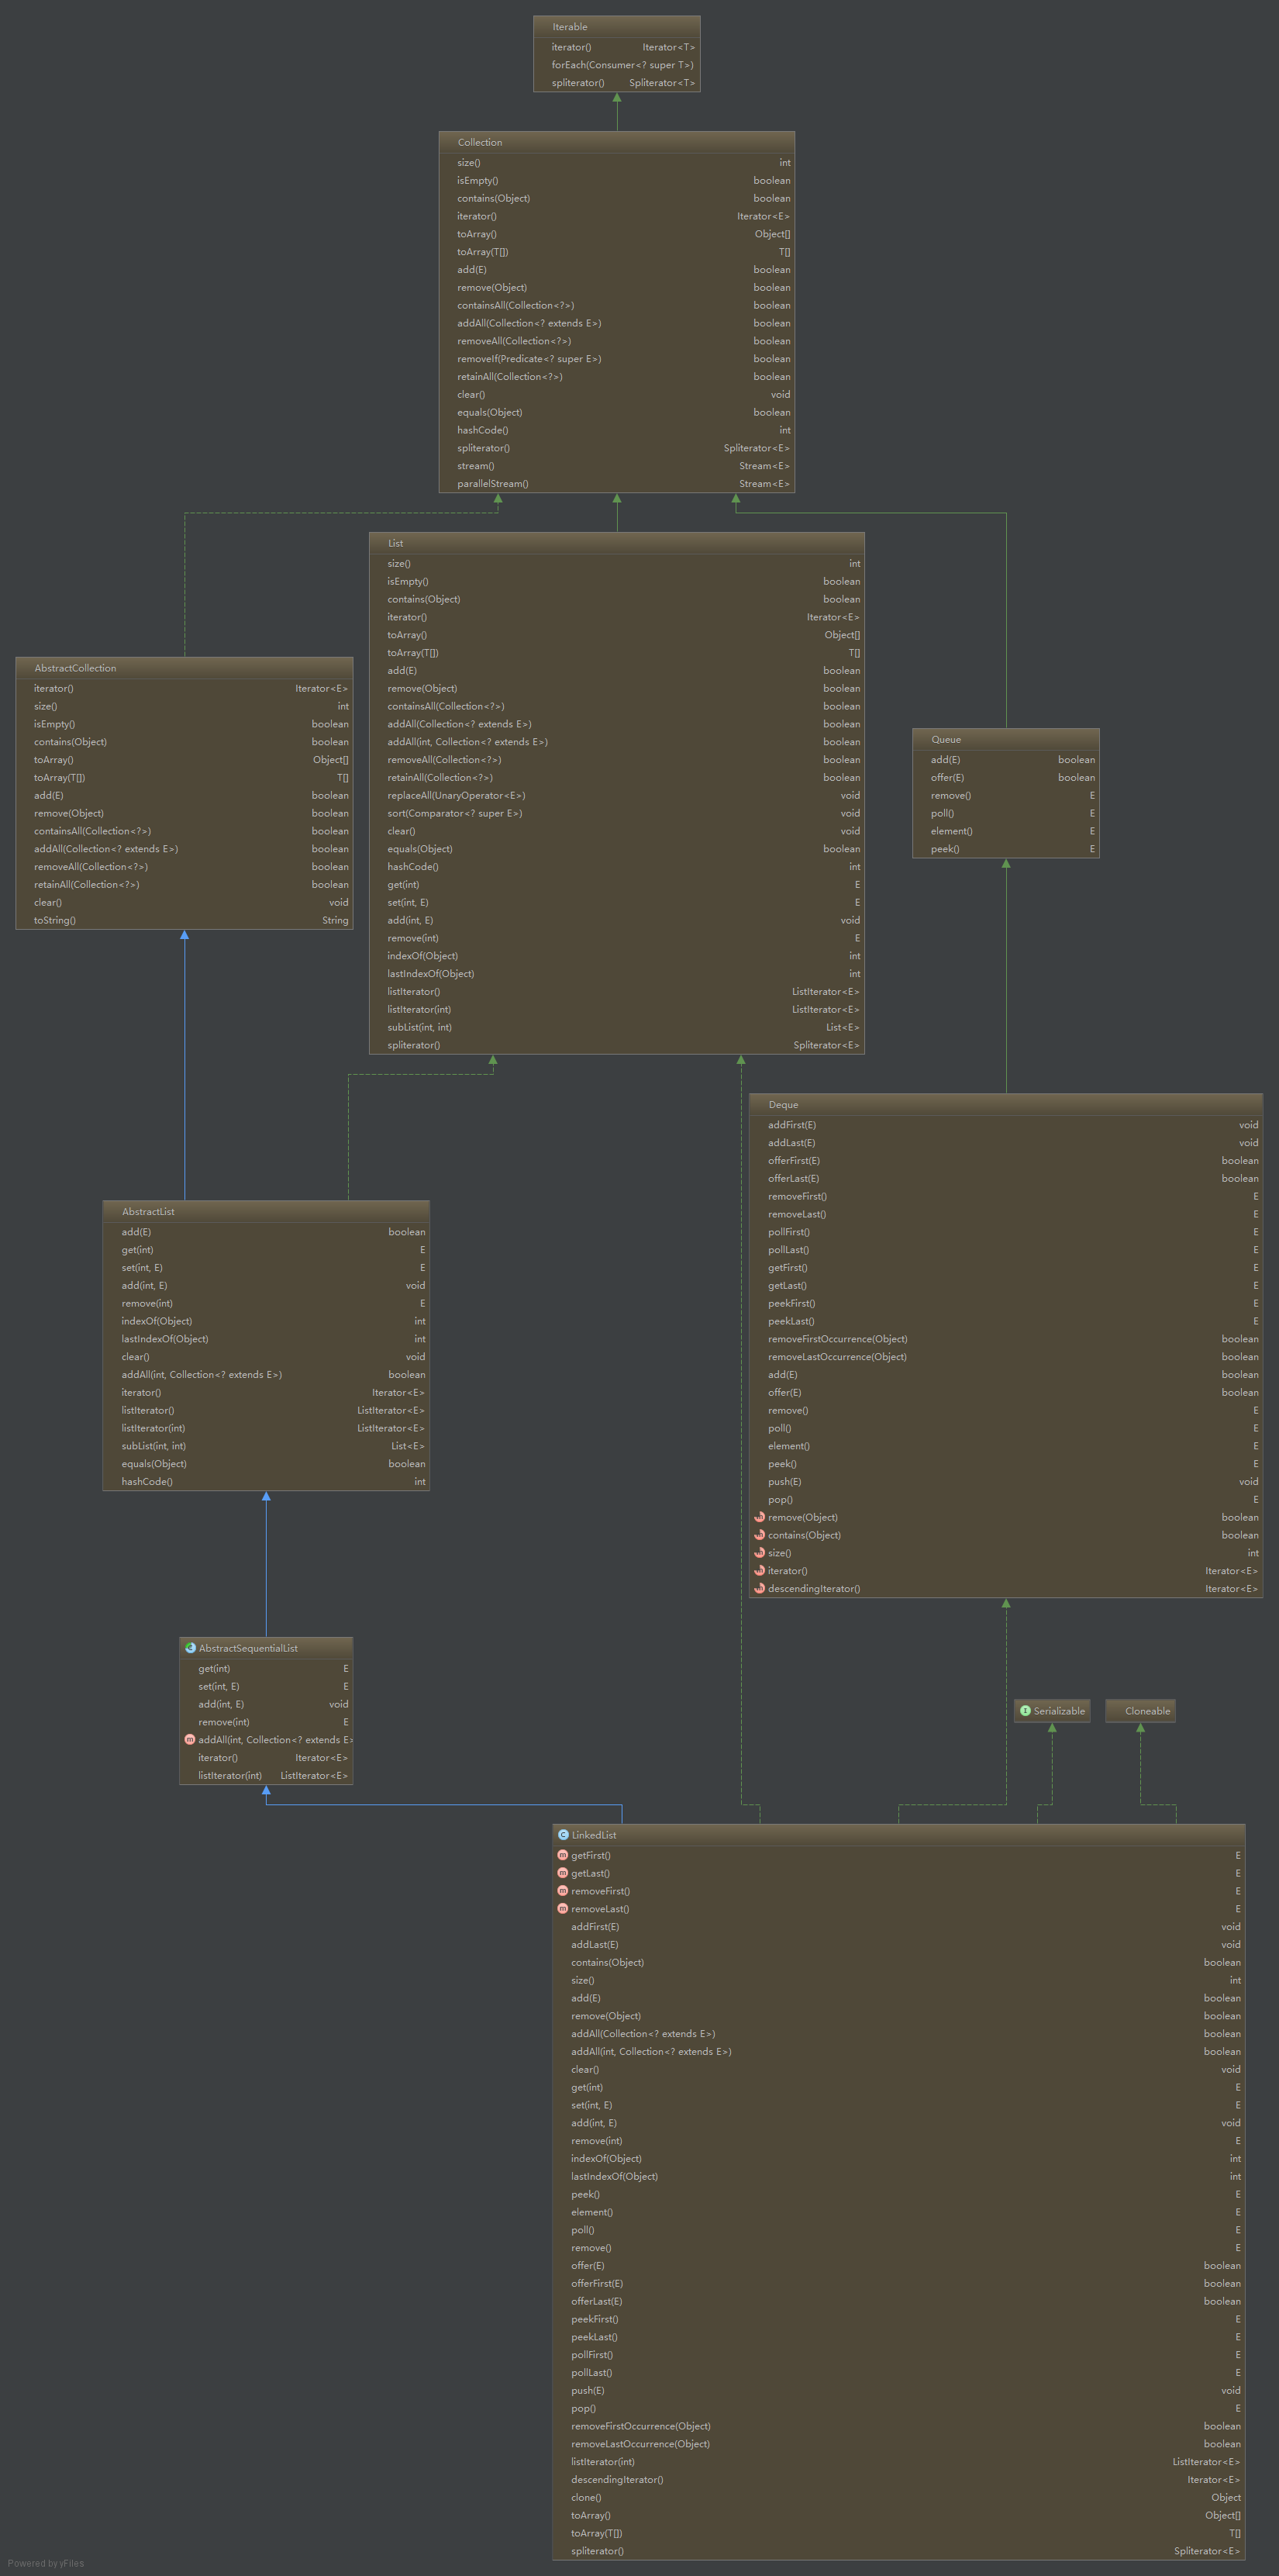 Iterable
iterator() Iterator<T>
forEach(Consumer<? super T>)
spliterator() Spliterator<T>
Collection
size() int
isEmpty() boolean
contains(Object) boolean
iterator() Iterator<E>
toArray() Object[]
toArray(T[]) T[]
add(E) boolean
remove(Object) boolean
containsAll(Collection<?>) boolean
addAll(Collection<? extends E>) boolean
removeAll(Collection<?>) boolean
removeIf(Predicate<? super E>) boolean
retainAll(Collection<?>) boolean
clear() void
equals(Object) boolean
hashCode() int
spliterator() Spliterator<E>
stream() Stream<E>
parallelStream() Stream<E>
List
size() int
isEmpty() boolean
contains(Object) boolean
iterator() Iterator<E>
toArray() Object[]
toArray(T[]) T[]
add(E) boolean
remove(Object) boolean
containsAll(Collection<?>) boolean
addAll(Collection<? extends E>) boolean
addAll(int, Collection<? extends E>) boolean
removeAll(Collection<?>) boolean
retainAll(Collection<?>) boolean
replaceAll(UnaryOperator<E>) void
sort(Comparator<? super E>) void
clear() void
equals(Object) boolean
hashCode() int
get(int) E
set(int, E) E
add(int, E) void
remove(int) E
indexOf(Object) int
lastIndexOf(Object) int
listIterator() ListIterator<E>
listIterator(int) ListIterator<E>
subList(int, int) List<E>
spliterator() Spliterator<E>
AbstractCollection
iterator() Iterator<E>
size() int
isEmpty() boolean
contains(Object) boolean
toArray() Object[]
toArray(T[]) T[]
add(E) boolean
remove(Object) boolean
containsAll(Collection<?>) boolean
addAll(Collection<? extends E>) boolean
removeAll(Collection<?>) boolean
retainAll(Collection<?>) boolean
clear() void
toString() String
Queue
add(E) boolean
offer(E) boolean
remove() E
poll() E
element() E
peek() E
Deque
addFirst(E) void
addLast(E) void
offerFirst(E) boolean
offerLast(E) boolean
removeFirst() E
removeLast() E
pollFirst() E
pollLast() E
getFirst() E
getLast() E
peekFirst() E
peekLast() E
removeFirstOccurrence(Object) boolean
removeLastOccurrence(Object) boolean
add(E) boolean
offer(E) boolean
remove() E
poll() E
element() E
peek() E
push(E) void
pop() E
remove(Object) boolean
contains(Object) boolean
size() int
iterator() Iterator<E>
descendingIterator() Iterator<E>
AbstractList
add(E) boolean
get(int) E
set(int, E) E
add(int, E) void
remove(int) E
indexOf(Object) int
lastIndexOf(Object) int
clear() void
addAll(int, Collection<? extends E>) boolean
iterator() Iterator<E>
listIterator() ListIterator<E>
listIterator(int) ListIterator<E>
subList(int, int) List<E>
equals(Object) boolean
hashCode() int
AbstractSequentialList
get(int) E
set(int, E) E
add(int, E) void
remove(int) E
addAll(int, Collection<? extends E>
iterator() Iterator<E>
listIterator(int) ListIterator<E>
Serializable
Cloneable
LinkedList
getFirst() E
getLast() E
removeFirst() E
removeLast() E
addFirst(E) void
addLast(E) void
contains(Object) boolean
size() int
add(E) boolean
remove(Object) boolean
addAll(Collection<? extends E>) boolean
addAll(int, Collection<? extends E>) boolean
clear() void
get(int) E
set(int, E) E
add(int, E) void
remove(int) E
indexOf(Object) int
lastIndexOf(Object) int
peek() E
element() E
poll() E
remove() E
offer(E) boolean
offerFirst(E) boolean
offerLast(E) boolean
peekFirst() E
peekLast() E
pollFirst() E
pollLast() E
push(E) void
pop() E
removeFirstOccurrence(Object) boolean
removeLastOccurrence(Object) boolean
listIterator(int) ListIterator<E>
descendingIterator() Iterator<E>
clone() Object
toArray() Object[]
toArray(T[]) T[]
spliterator() Spliterator<E>
Powered by yFiles